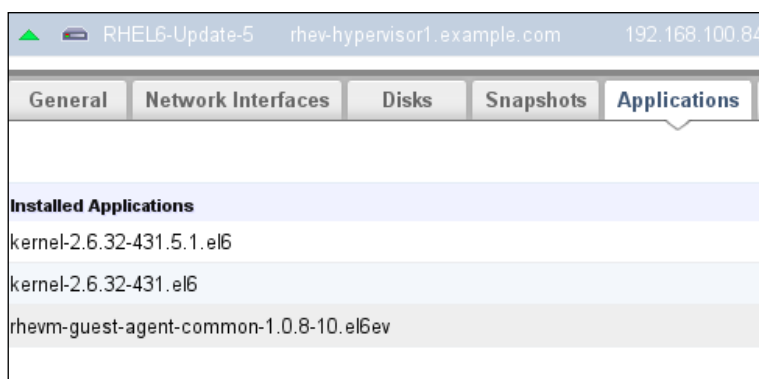 RHEL6-Update-5 rhev-hypervisor1.example.com 192.168.100.84
General Network Interfaces Disks Snapshots Applications
Installed Applications
kernel-2.6.32-431.5.1.el6
kernel-2.6.32-431.el6
rhevm-guest-agent-common-1.0.8-10.el6ev